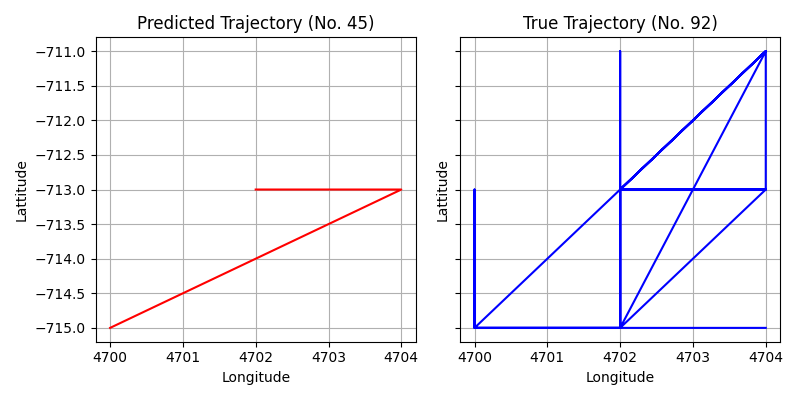 Predicted Trajectory (No. 45)
Lattitude
−711.0
−711.5
−712.0
−712.5
−713.0
−713.5
−714.0
−714.5
−715.0
4700 4701 4702 4703 4704
Longitude
True Trajectory (No. 92)
Lattitude
4700 4701 4702 4703 4704
Longitude